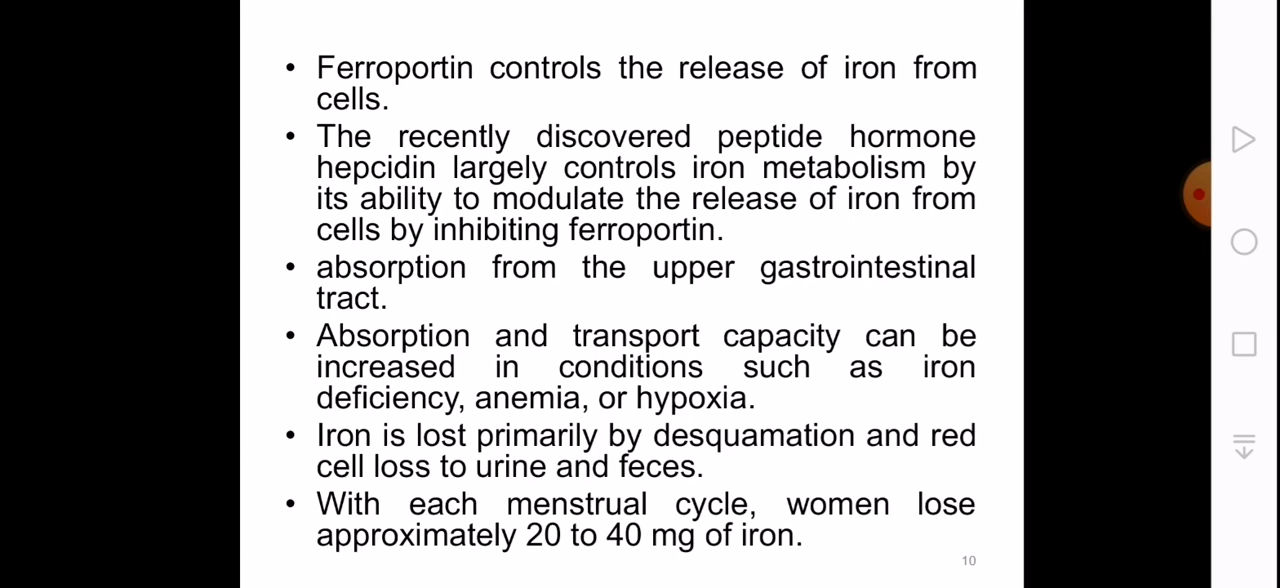 • Ferroportin controls the release of iron from
cells.
• The recently discovered peptide hormone
hepcidin largely controls iron metabolism by
its ability to modulate the release of iron from
cells by inhibiting ferroportin.
• absorption from the upper gastrointestinal
tract.
• Absorption and transport capacity can be
increased in conditions such as iron
deficiency, anemia, or hypoxia.
• Iron is lost primarily by desquamation and red
cell loss to urine and feces.
• With each menstrual cycle, women lose
approximately 20 to 40 mg of iron.
10